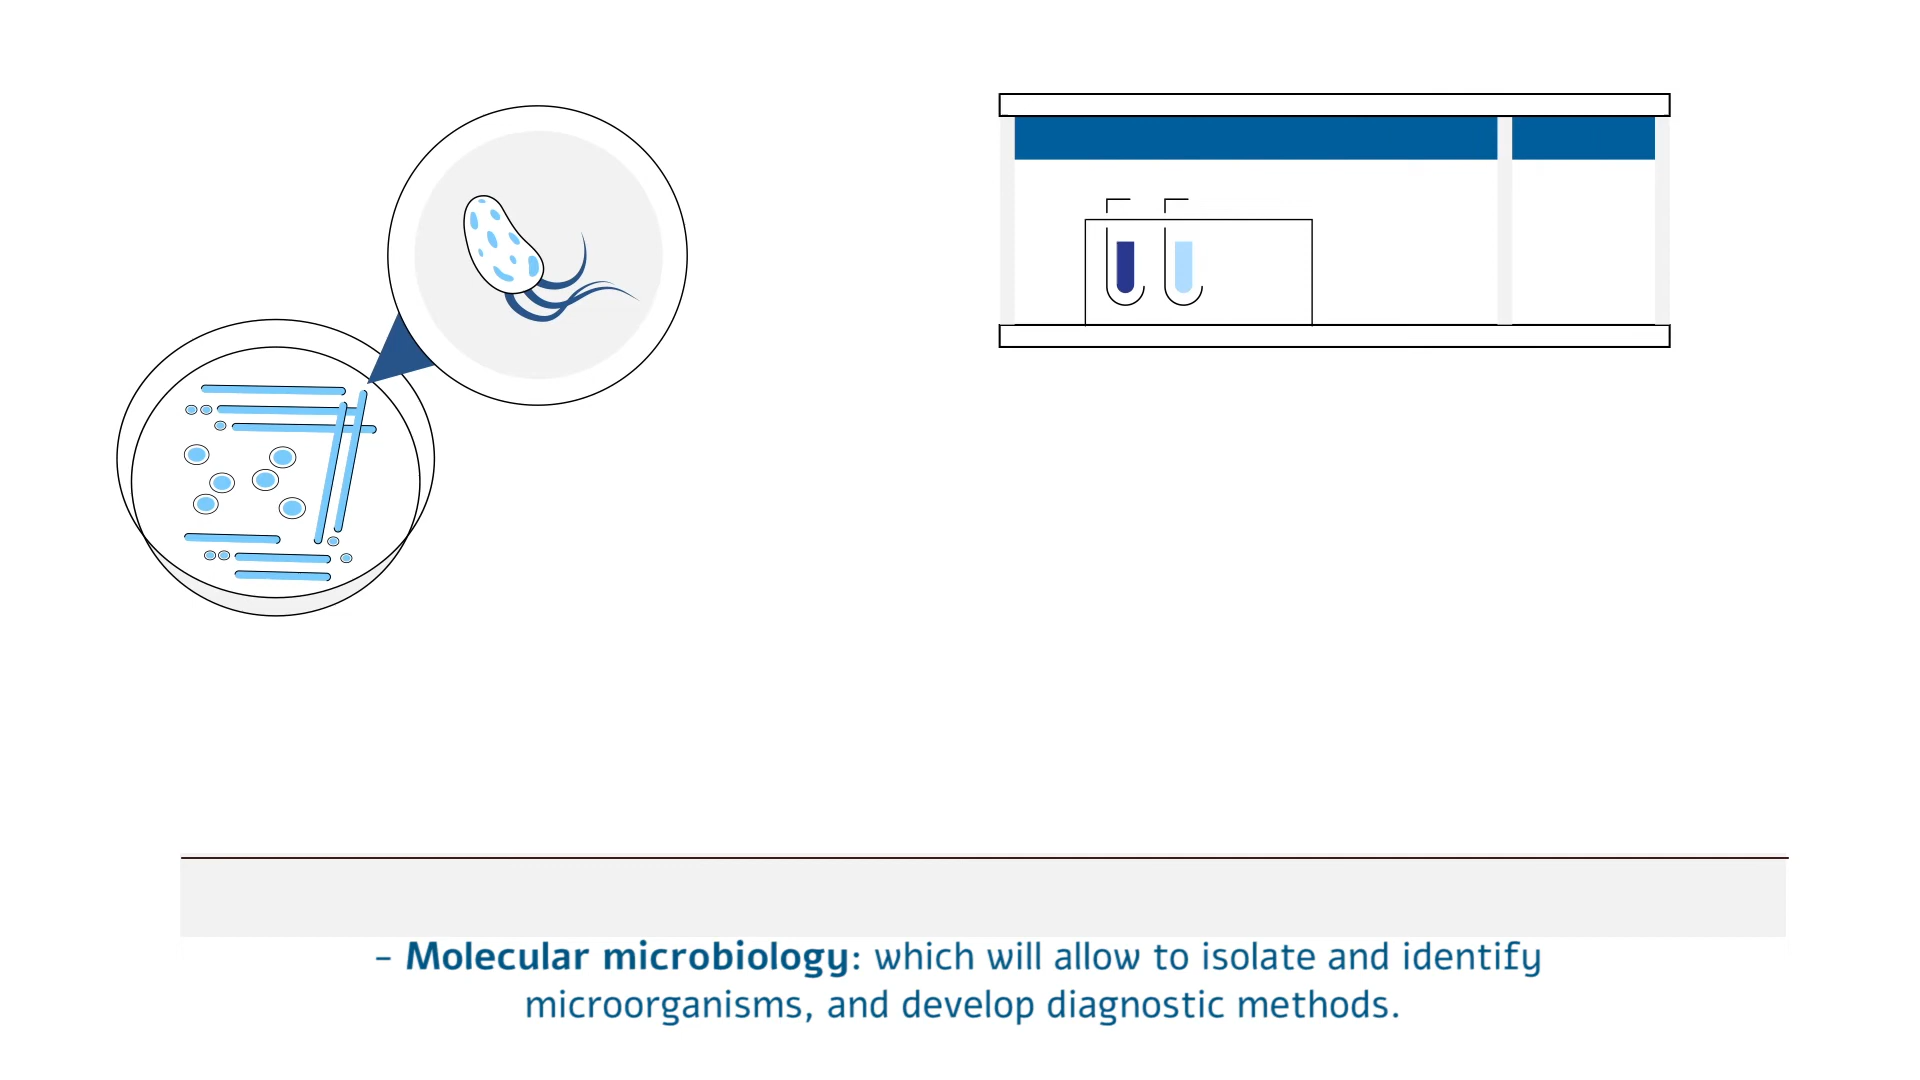 – Molecular microbiology: which will allow to isolate and identify
microorganisms, and develop diagnostic methods.